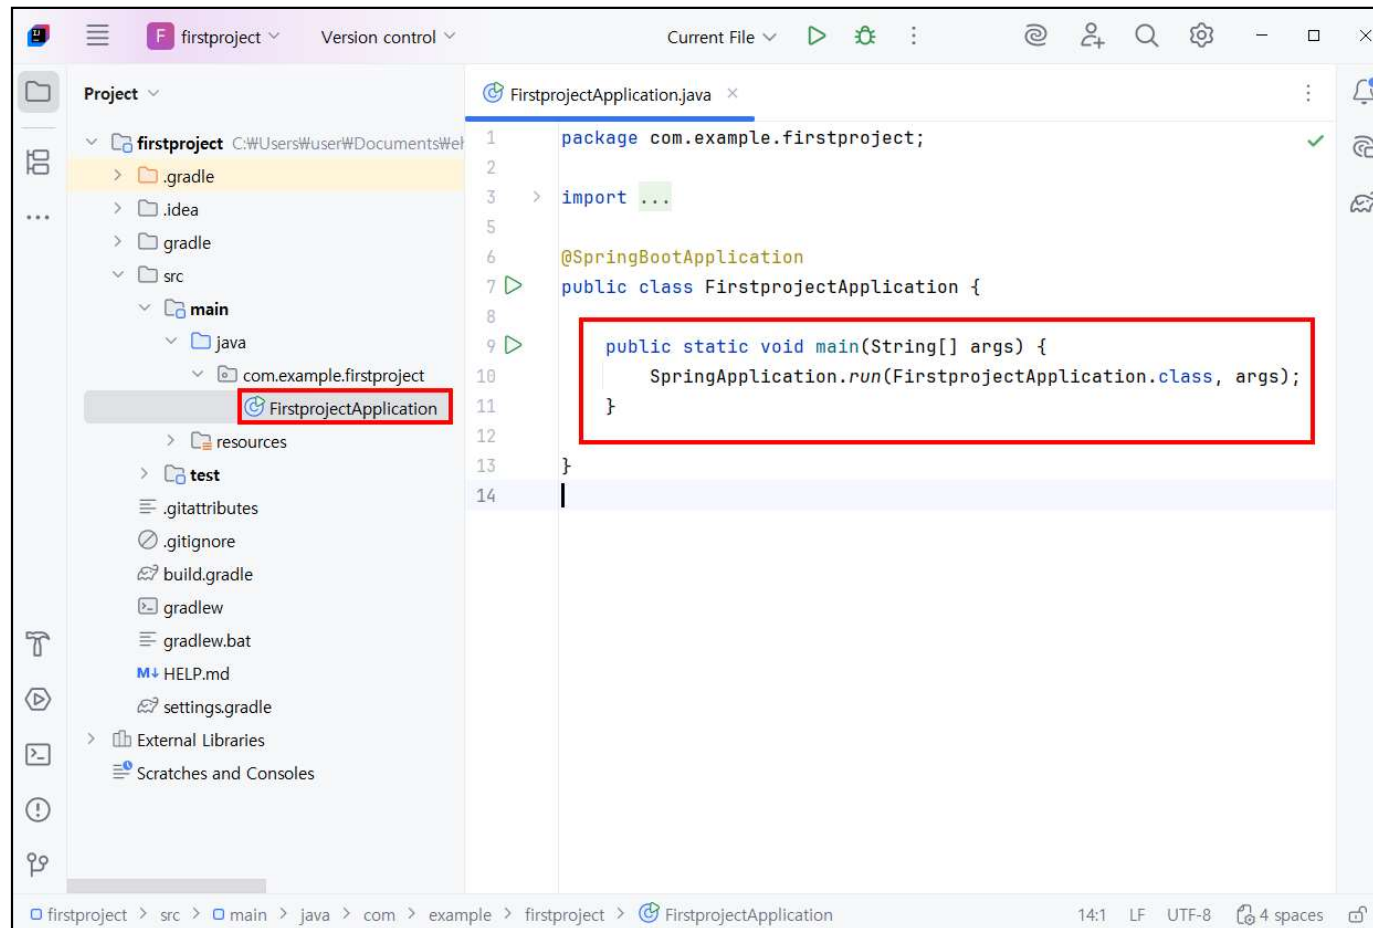 F firstproject Version control Current File
Project
FirstprojectApplication.java
firstproject C:₩Users₩user₩Documents₩
.gradle
.idea
gradle
src
main
java
com.example.firstproject
FirstprojectApplication
resources
test
.gitattributes
.gitignore
build.gradle
gradlew
gradlew.bat
M↓ HELP.md
settings.gradle
External Libraries
Scratches and Consoles
1 package com.example.firstproject;
2
3 import ...
5
6 @SpringBootApplication
7 public class FirstprojectApplication {
8
9 public static void main(String[] args) {
10 SpringApplication.run(FirstprojectApplication.class, args);
11 }
12
13 }
14
firstproject > src > main > java > com > example > firstproject > FirstprojectApplication 14:1 LF UTF-8 4 spaces